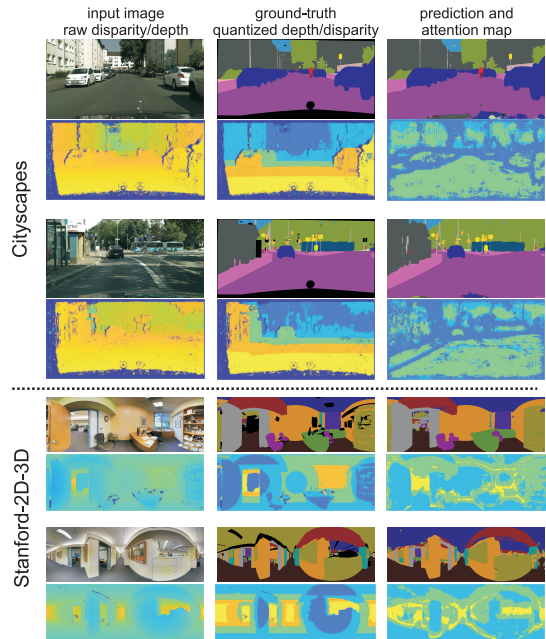 input image
raw disparity/depth
ground-truth
quantized depth/disparity
prediction and
attention map
Cityscapes
Stanford-2D-3D